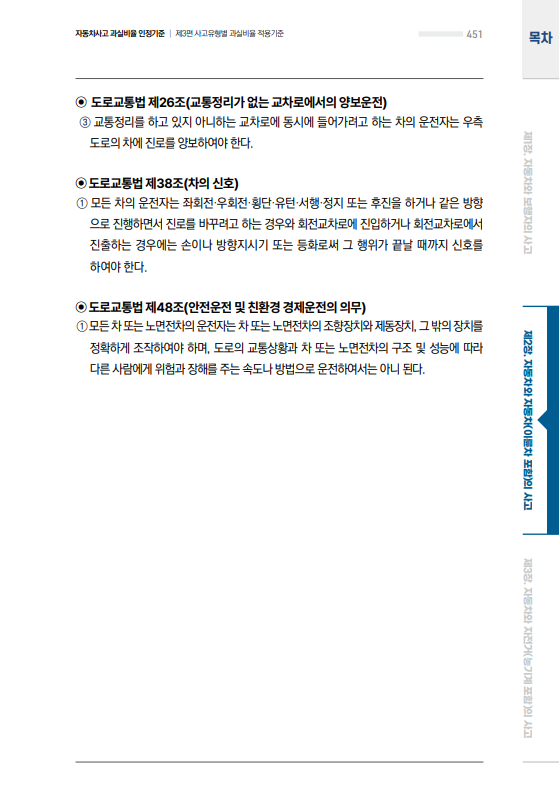 자동차사고 과실비율 인정기준 | 제3편 사고유형별 과실비율 적용기준
451
목차
◉ 도로교통법 제26조(교통정리가 없는 교차로에서의 양보운전)
③ 교통정리를 하고 있지 아니하는 교차로에 동시에 들어가려고 하는 차의 운전자는 우측
도로의 차에 진로를 양보하여야 한다.
◉ 도로교통법 제38조(차의 신호)
① 모든 차의 운전자는 좌회전·우회전·횡단·유턴·서행·정지 또는 후진을 하거나 같은 방향
으로 진행하면서 진로를 바꾸려고 하는 경우와 회전교차로에 진입하거나 회전교차로에서
진출하는 경우에는 손이나 방향지시기 또는 등화로써 그 행위가 끝날 때까지 신호를
하여야 한다.
◉ 도로교통법 제48조(안전운전 및 친환경 경제운전의 의무)
① 모든 차 또는 노면전차의 운전자는 차 또는 노면전차의 조향장치와 제동장치, 그 밖의 장치를
정확하게 조작하여야 하며, 도로의 교통상황과 차 또는 노면전차의 구조 및 성능에 따라
다른 사람에게 위험과 장해를 주는 속도나 방법으로 운전하여서는 아니 된다.
제1장. 자동차와 보행자의 사고
제2장. 자동차와 자동차(이륜차 포함)의 사고
제3장. 자동차와 자전거(농기계 포함)의 사고